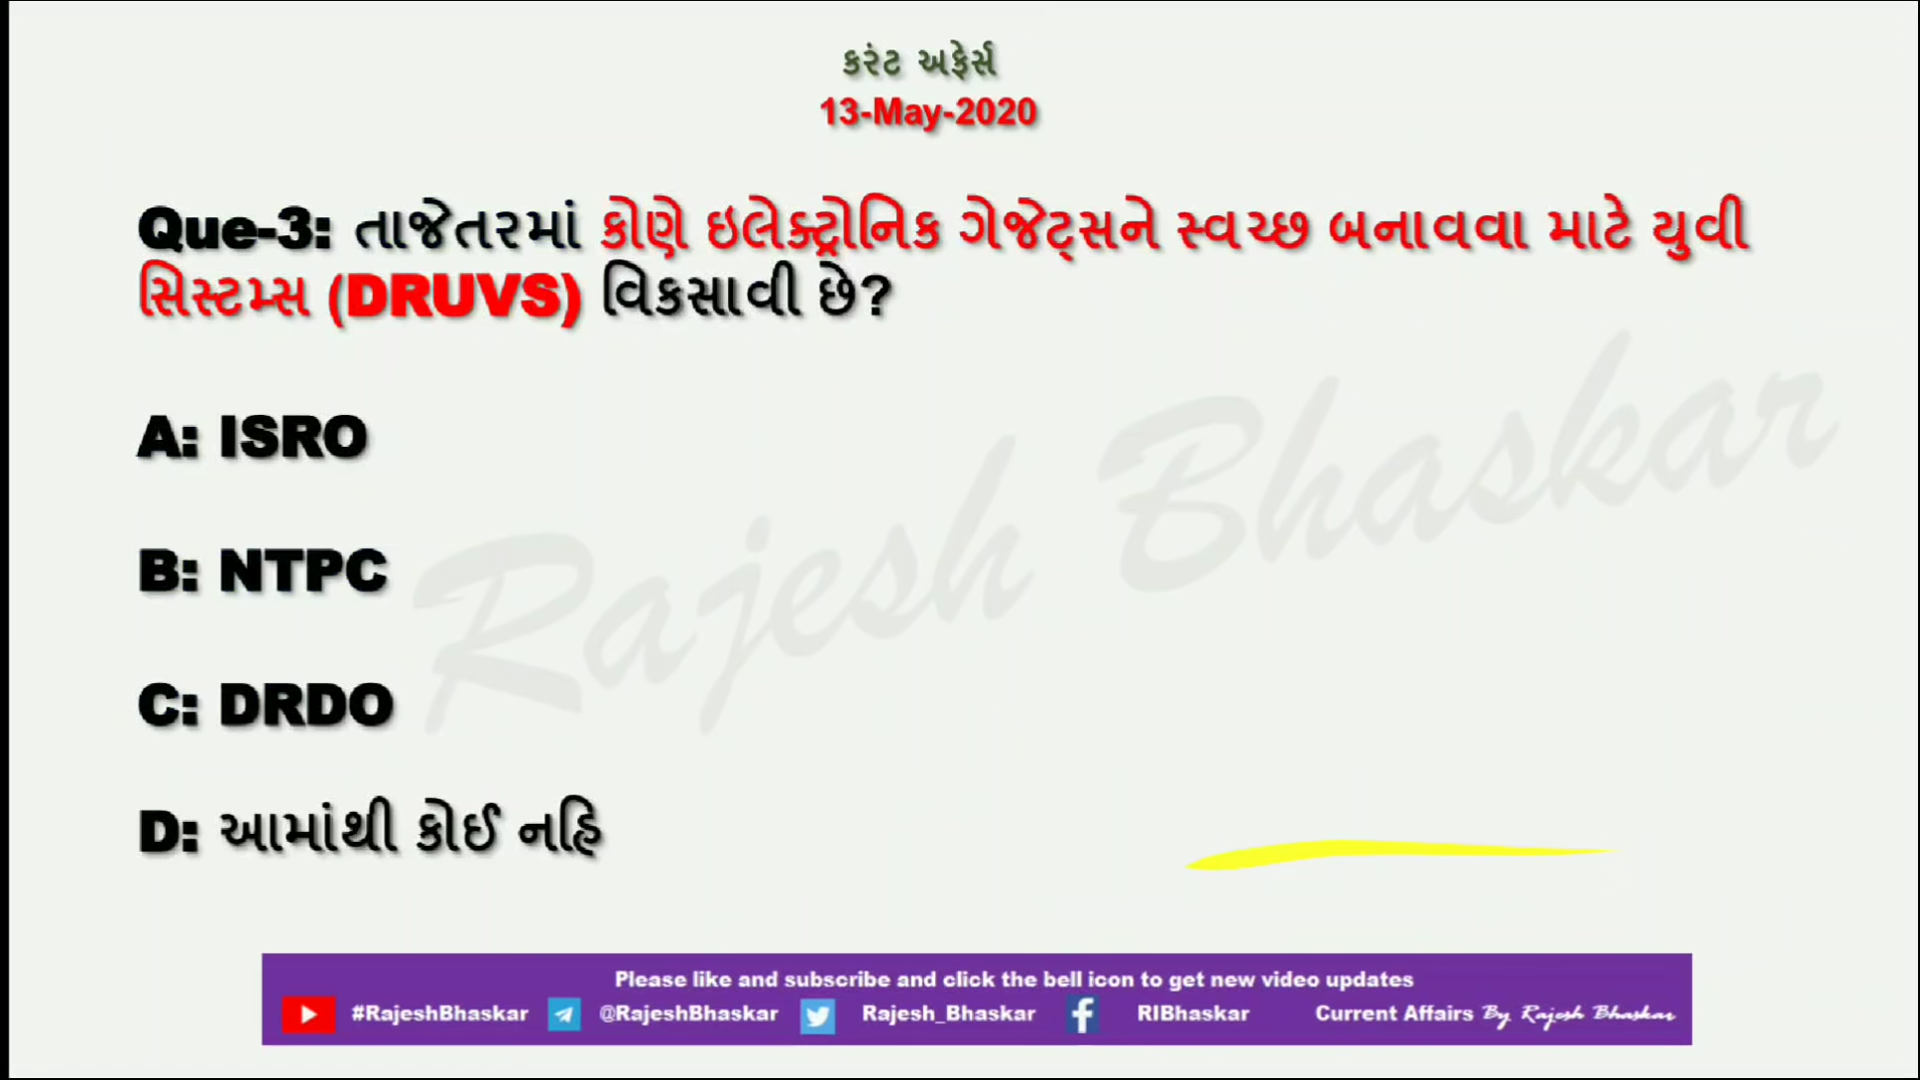 કરંટ અફેર્સ
13-May-2020
Que-3: તાજેતરમાં કોણે ઇલેક્ટ્રોનિક ગેજેટ્સને સ્વચ્છ બનાવવા માટે યુવી
સિસ્ટમ્સ (DRUVS) વિકસાવી છે?
A: ISRO
B: NTPC
C: DRDO
D: આમાંથી કોઈ નહિ
Rajesh Bhaskar
Please like and subscribe and click the bell icon to get new video updates
#RajeshBhaskar @RajeshBhaskar Rajesh_Bhaskar RIBhaskar Current Affairs By Rajesh Bhaskar